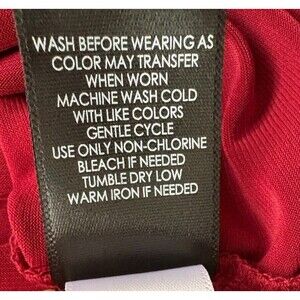 WASH BEFORE WEARING AS
COLOR MAY TRANSFER
WHEN WORN
MACHINE WASH COLD
WITH LIKE COLORS
GENTLE CYCLE
USE ONLY NON-CHLORINE
BLEACH IF NEEDED
TUMBLE DRY LOW
WARM IRON IF NEEDED